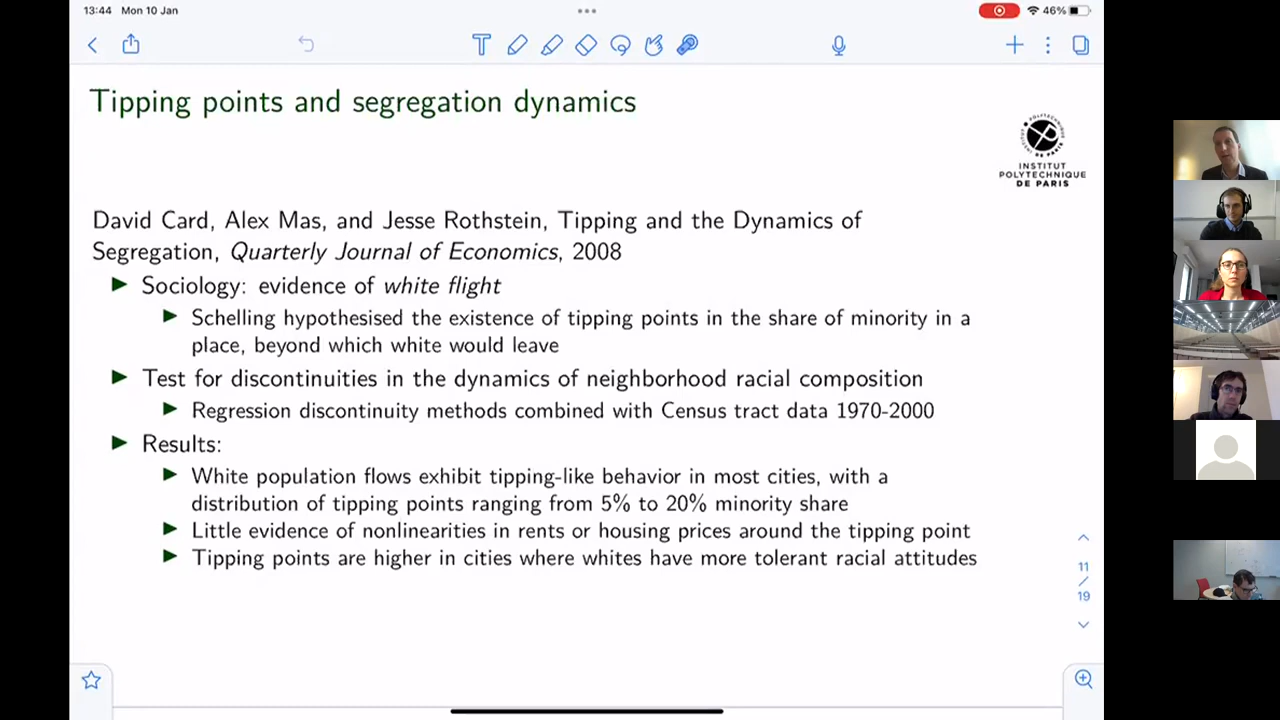 13:44 Mon 10 Jan
46%
T
Tipping points and segregation dynamics
INSTITUT
POLYTECHNIQUE
DE PARIS
David Card, Alex Mas, and Jesse Rothstein, Tipping and the Dynamics of
Segregation, Quarterly Journal of Economics, 2008
Sociology: evidence of white flight
Schelling hypothesised the existence of tipping points in the share of minority in a
place, beyond which white would leave
Test for discontinuities in the dynamics of neighborhood racial composition
Regression discontinuity methods combined with Census tract data 1970-2000
Results:
White population flows exhibit tipping-like behavior in most cities, with a
distribution of tipping points ranging from 5% to 20% minority share
Little evidence of nonlinearities in rents or housing prices around the tipping point
Tipping points are higher in cities where whites have more tolerant racial attitudes
11
/
19